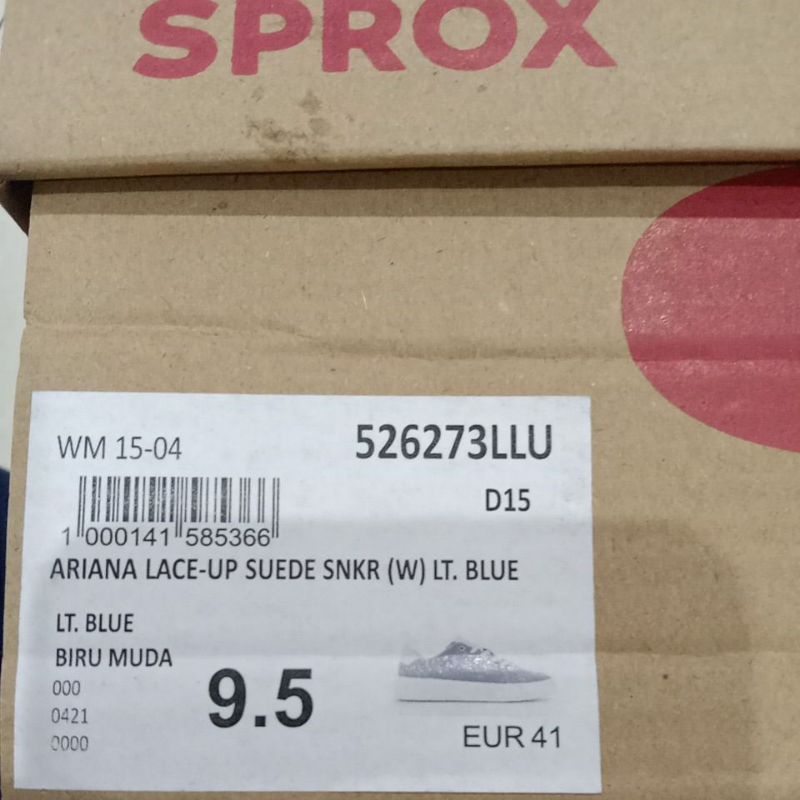 SPROX
WM 15-04
526273LLU
D15
1 000141 585366
ARIANA LACE-UP SUEDE SNKR (W) LT. BLUE
LT. BLUE
BIRU MUDA
000
0421
0000
9.5
EUR 41